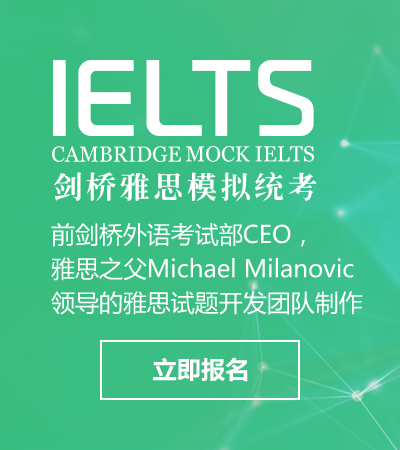 IELTS
CAMBRIDGE MOCK IELTS
剑桥雅思模拟统考
前剑桥外语考试部CEO，
雅思之父Michael Milanovic
领导的雅思试题开发团队制作
立即报名